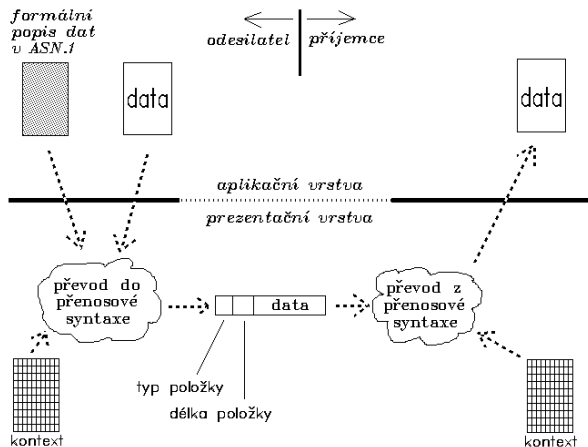 formální
popis dat
v ASN.1
odesilatel
příjemce
data
data
aplikační vrstva
prezentační vrstva
převod do
přenosové
syntaxe
data
převod z
přenosové
syntaxe
typ položky
délka položky
kontext
kontext